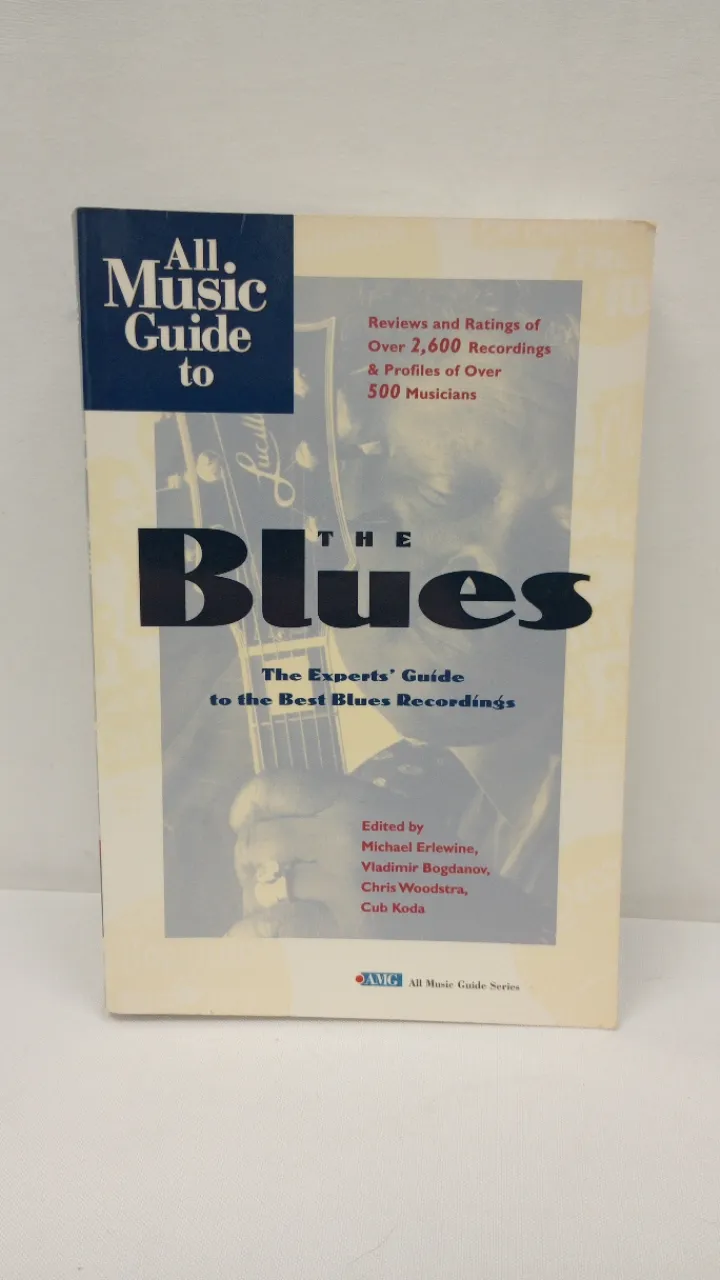 All
Music
Guide
to
Reviews and Ratings of
Over 2,600 Recordings
& Profiles of Over
500 Musicians
Lucille
THE
Blues
The Experts' Guide
to the Best Blues Recordings
Edited by
Michael Erlewine,
Vladimir Bogdanov,
Chris Woodstra,
Cub Koda
AMG All Music Guide Series